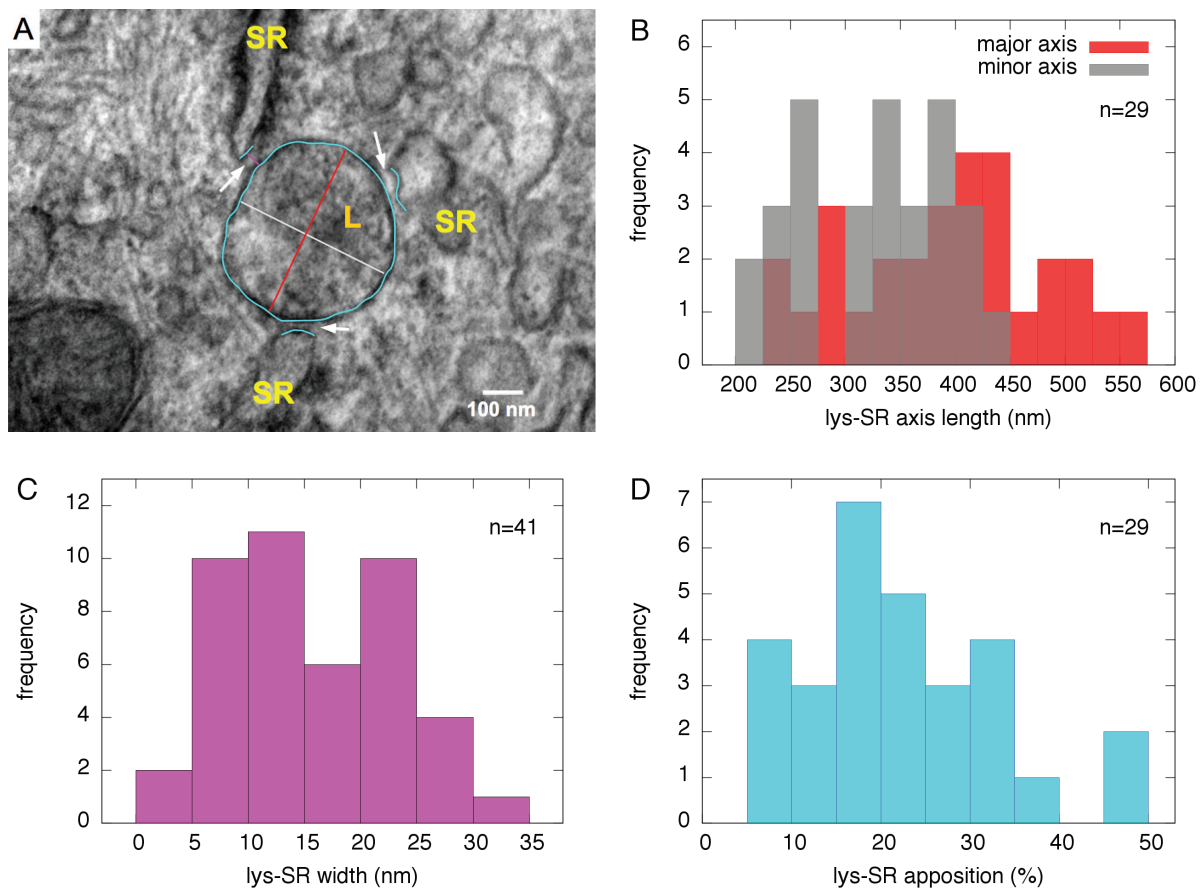 A
SR
L
SR
SR
100 nm
B
major axis
minor axis
n=29
frequency
6
5
4
3
2
1
0
200 250 300 350 400 450 500 550 600
lys-SR axis length (nm)
C
n=41
frequency
12
10
8
6
4
2
0
0 5 10 15 20 25 30 35
lys-SR width (nm)
D
n=29
frequency
7
6
5
4
3
2
1
0
0 10 20 30 40 50
lys-SR apposition (%)